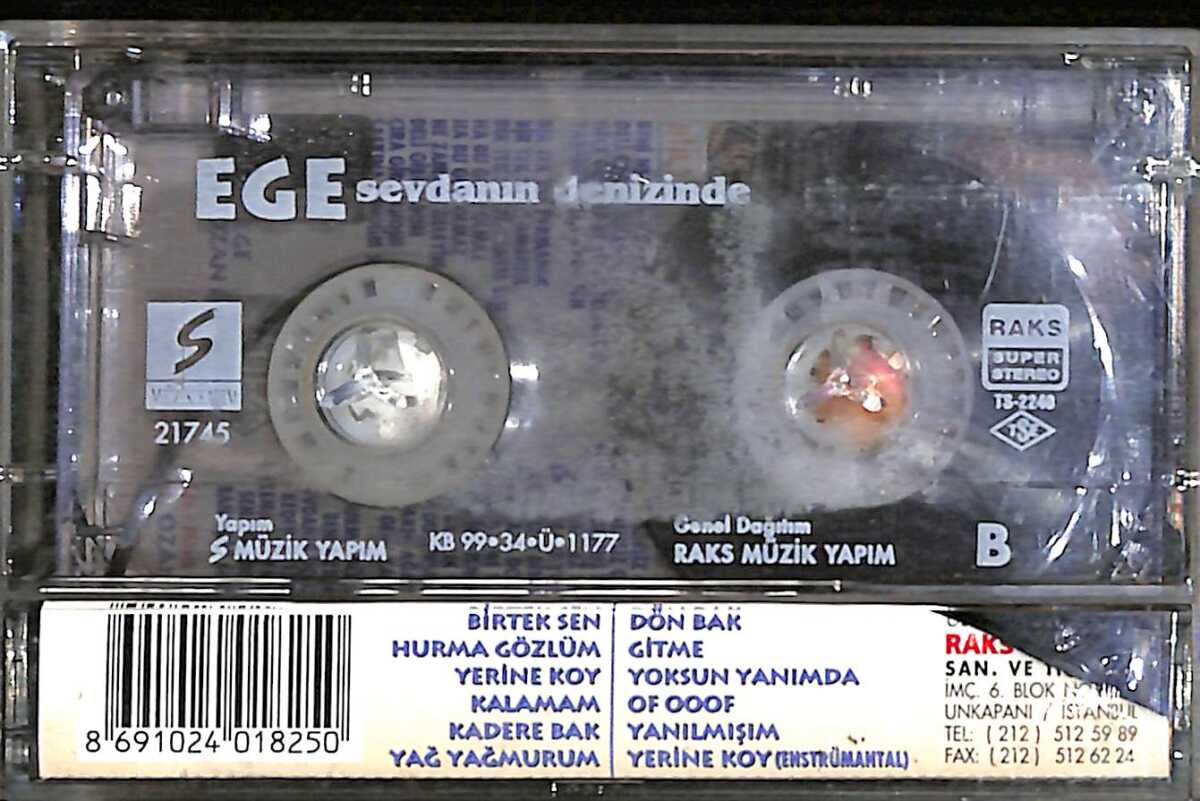 EGE sevdanın denizinde
S
MÜZİK YAPIM
21745
RAKS
SUPER
STEREO
TS-2240
TSE
Yapım
S MÜZİK YAPIM
KB 99•34•Ü•1177
Genel Dağıtım
RAKS MÜZİK YAPIM
B
BİRTEK SEN
HURMA GÖZLÜM
YERİNE KOY
KALAMAM
KADERE BAK
YAĞ YAĞMURUM
DÖN BAK
GİTME
YOKSUN YANIMDA
OF OOOF
YANILMIŞIM
YERİNE KOY (ENSTRÜMANTAL)
RAKS
SAN. VE
İMÇ. 6. BLOK
UNKAPANI / İSTANBUL
TEL: (212) 512 59 89
FAX: (212) 512 62 24
8 691024 018250